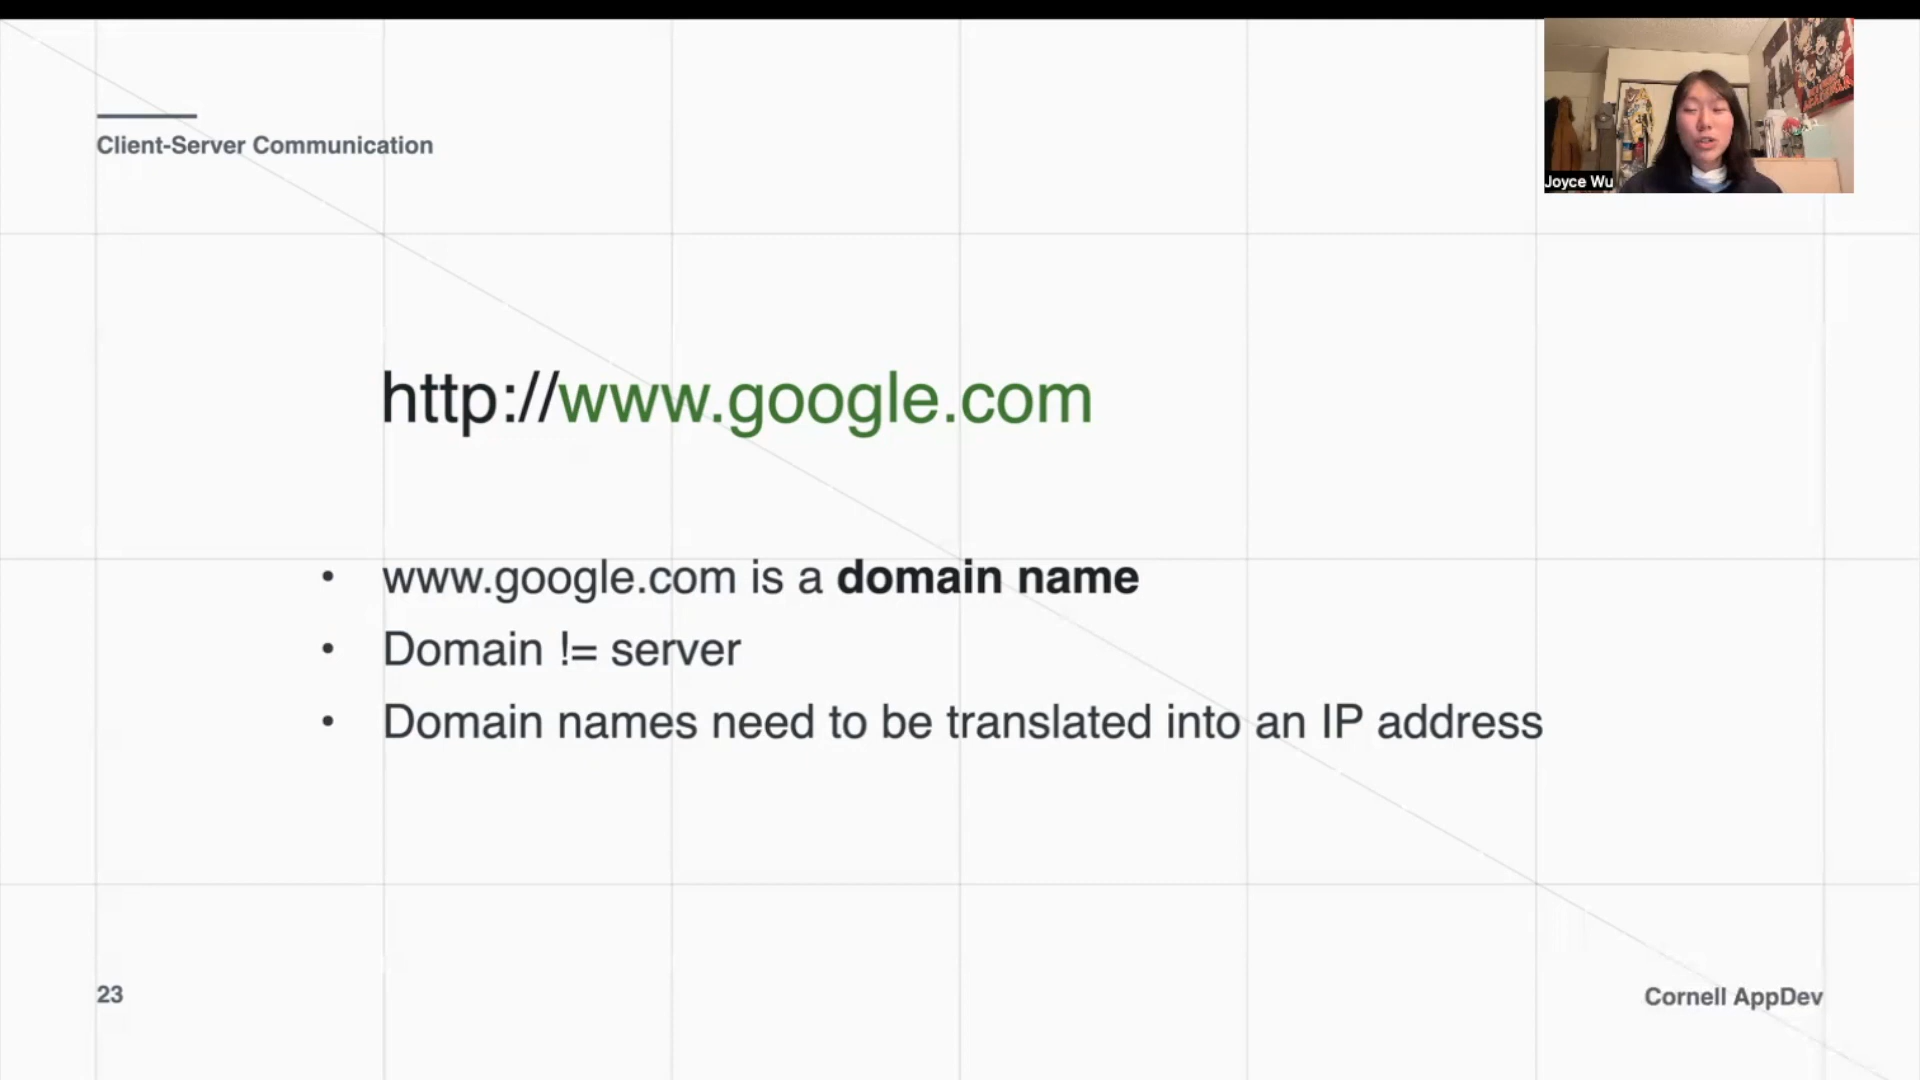 Client-Server Communication
Joyce Wu
http://www.google.com
• www.google.com is a domain name
• Domain != server
• Domain names need to be translated into an IP address
23
Cornell AppDev